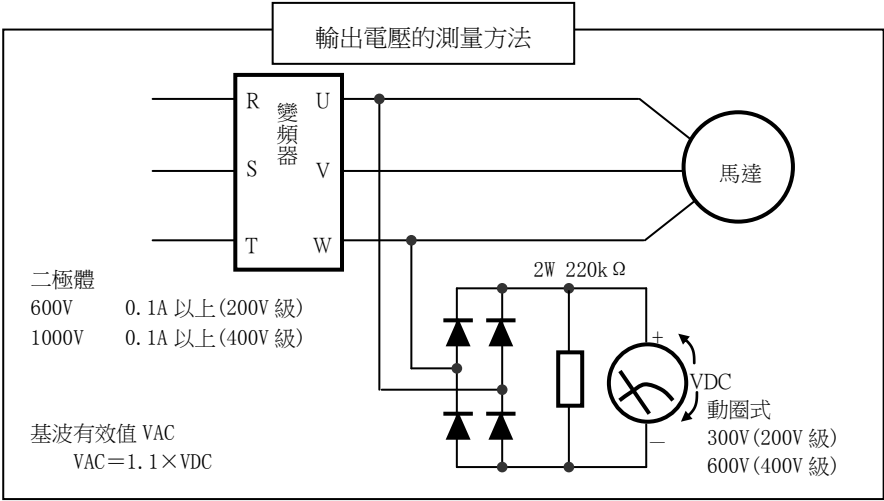 輸出電壓的測量方法
R
U
變頻器
S
V
馬達
T
W
二極體
600V 0.1A 以上(200V 級)
1000V 0.1A 以上(400V 級)
2W 220kΩ
+
VDC
動圈式
—
300V(200V 級)
600V(400V 級)
基波有效值 VAC
VAC＝1.1×VDC